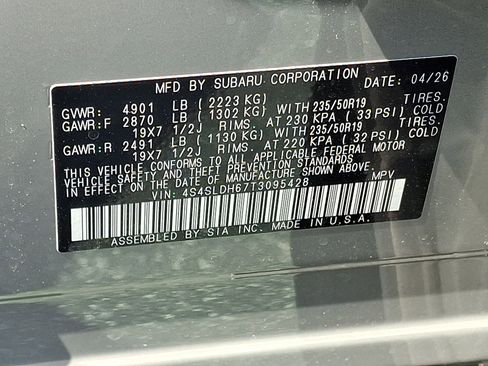 MFD BY SUBARU CORPORATION DATE: 04/26
GVWR: 4901 LB ( 2223 KG)
GAWR:F 2870 LB ( 1302 KG) WITH 235/50R19 TIRES.
19X7 1/2J RIMS. AT 230 KPA ( 33 PSI) COLD
GAWR:R 2491 LB ( 1130 KG) WITH 235/50R19 TIRES.
19X7 1/2J RIMS. AT 220 KPA ( 32 PSI) COLD
THIS VEHICLE CONFORMS TO ALL APPLICABLE FEDERAL MOTOR
VEHICLE SAFETY AND THEFT PREVENTION STANDARDS
IN EFFECT ON THE DATE OF MANUFACTURE SHOWN ABOVE.
VIN: 4S4SLDH67T3095428 MPV
ASSEMBLED BY SIA INC. MADE IN U.S.A.